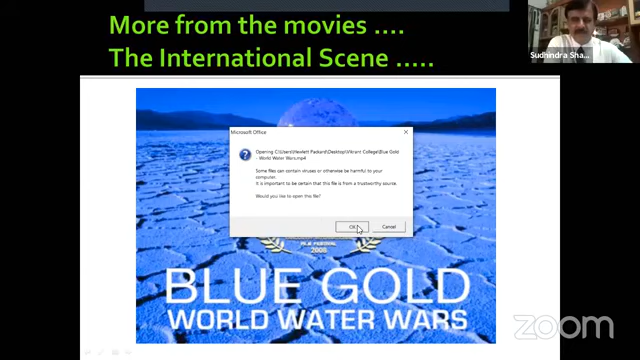 More from the movies ....
The International Scene .....
Sudhindra Sha...
Microsoft Office
Opening C:\Users\Hewlett Packard\Desktop\Vikrant College\Blue Gold
- World Water Wars.mp4
Some files can contain viruses or otherwise be harmful to your
computer.
It is important to be certain that this file is from a trustworthy source.
Would you like to open this file?
OK
Cancel
FILM FESTIVAL
2008
BLUE GOLD
WORLD WATER WARS
zoom